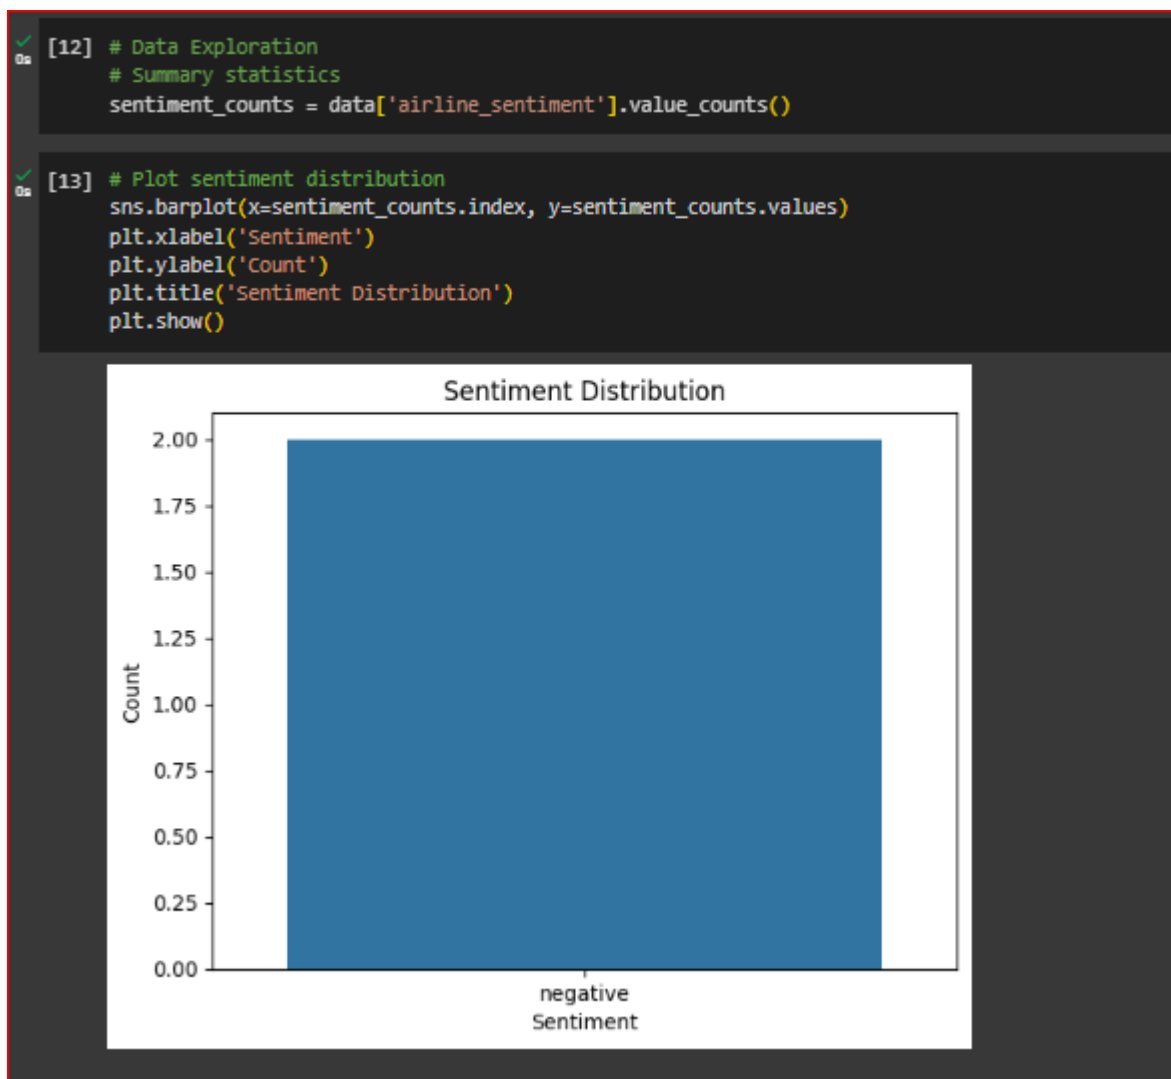 [12] # Data Exploration
# Summary statistics
sentiment_counts = data['airline_sentiment'].value_counts()
0s
[13] # Plot sentiment distribution
sns.barplot(x=sentiment_counts.index, y=sentiment_counts.values)
plt.xlabel('Sentiment')
plt.ylabel('Count')
plt.title('Sentiment Distribution')
plt.show()
0s
Sentiment Distribution
2.00
1.75
1.50
1.25
1.00
0.75
0.50
0.25
0.00
Count
negative
Sentiment